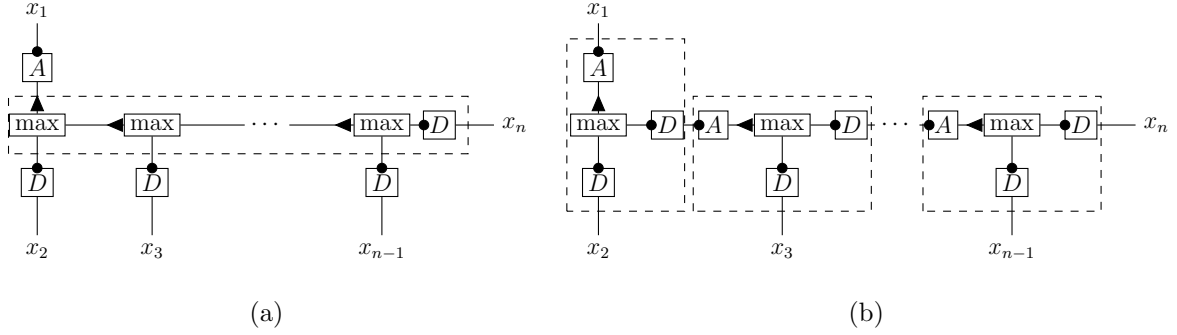 x₁ x₁
A A
max max ⋯ max D xₙ max D A max D ⋯ A max D xₙ
D D D D D D
x₂ x₃ xₙ₋₁ x₂ x₃ xₙ₋₁
(a) (b)